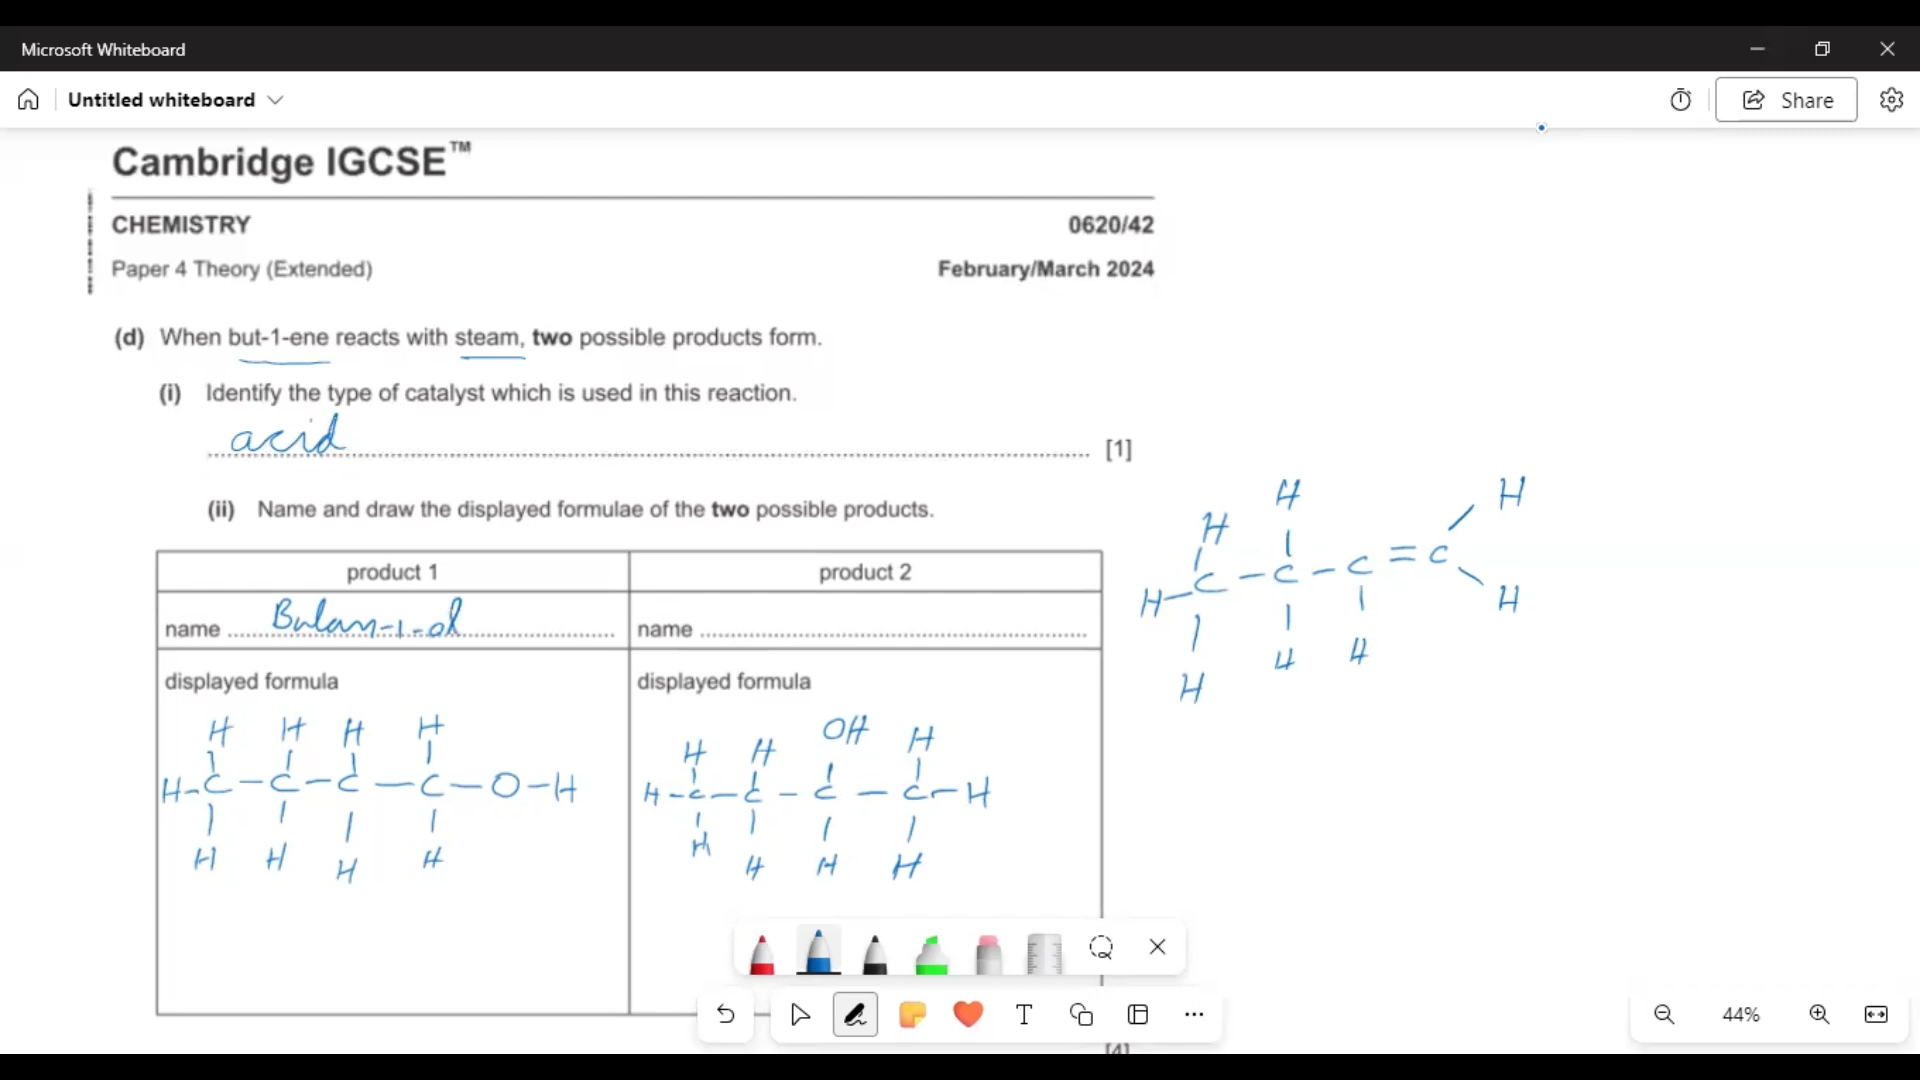 Microsoft Whiteboard
Untitled whiteboard
Share
Cambridge IGCSE™
CHEMISTRY 0620/42
Paper 4 Theory (Extended) February/March 2024
(d) When but-1-ene reacts with steam, two possible products form.
(i) Identify the type of catalyst which is used in this reaction.
acid [1]
(ii) Name and draw the displayed formulae of the two possible products.
product 1 product 2
name Butan-1-ol name
displayed formula displayed formula
H H H H
H-C-C-C-C-O-H
H H H H
H H OH H
H-C-C-C-C-H
H H H H
H H H
H-C-C-C=C
H H H H
[4]
T
44%